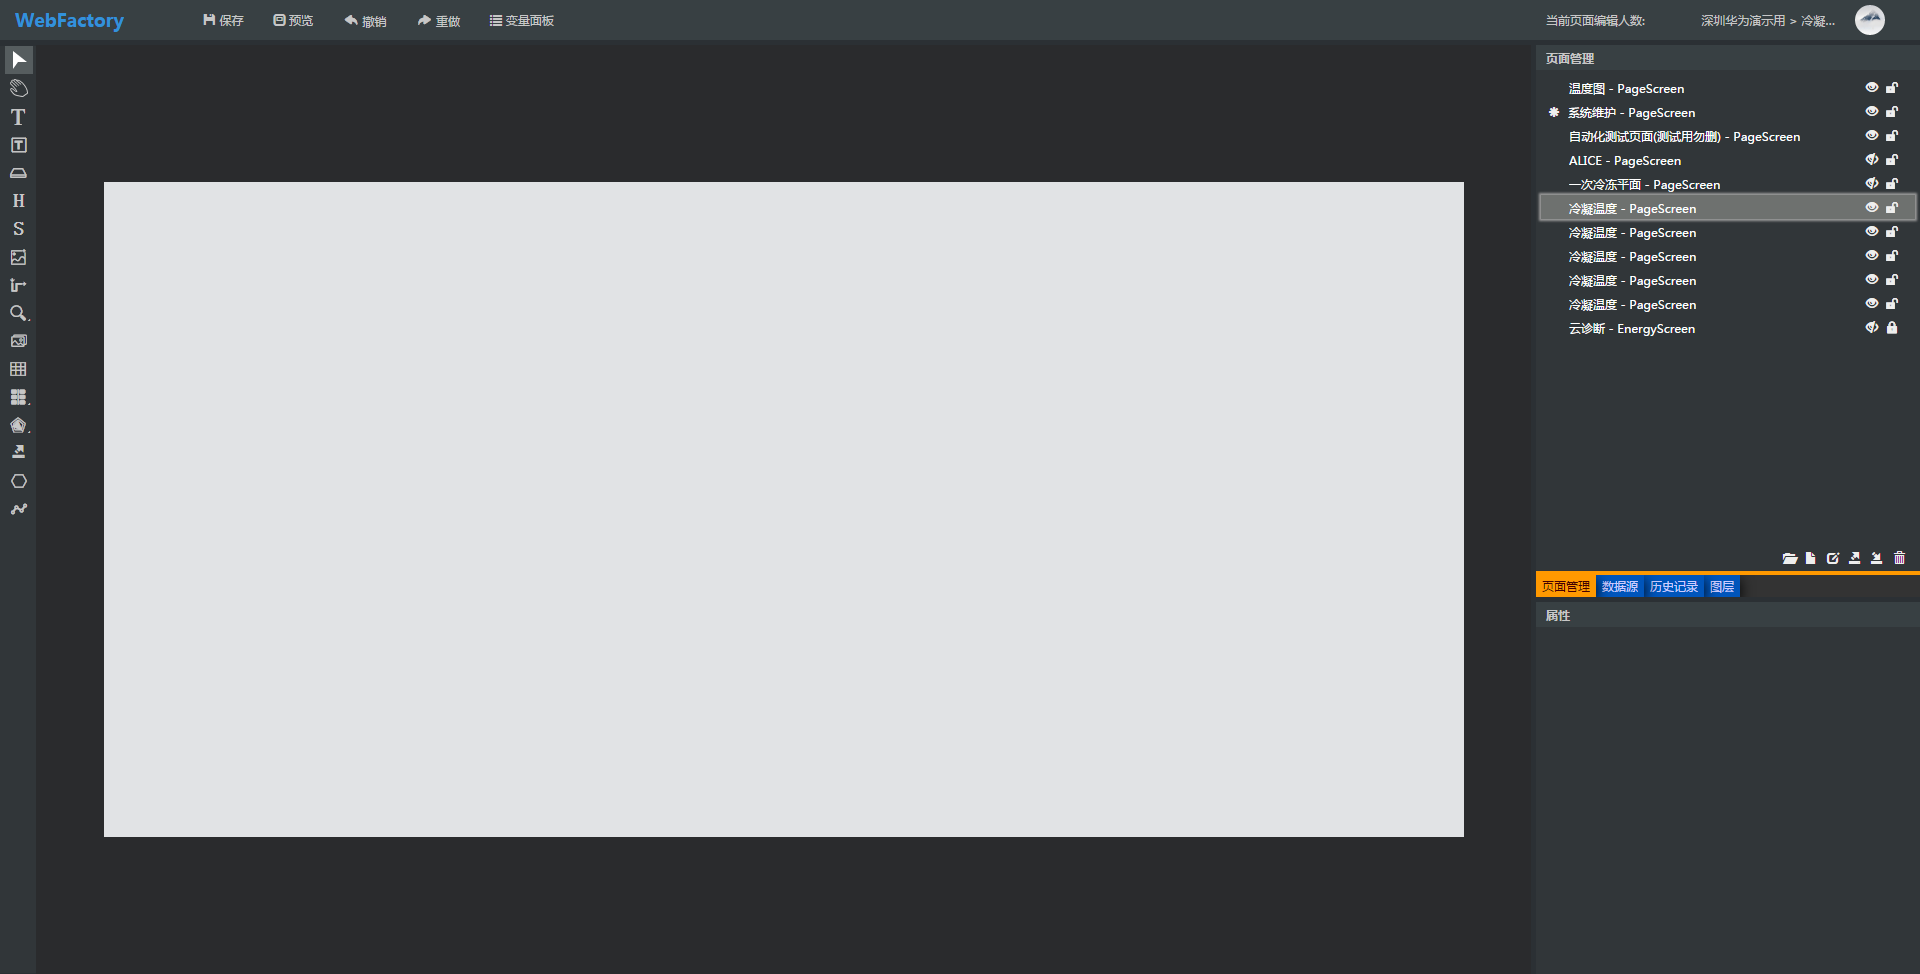 WebFactory
保存
预览
撤销
重做
变量面板
当前页面编辑人数:
深圳华为演示用 > 冷凝...
T
T
H
S
页面管理
温度图 - PageScreen
系统维护 - PageScreen
自动化测试页面(测试用勿删) - PageScreen
ALICE - PageScreen
一次冷冻平面 - PageScreen
冷凝温度 - PageScreen
冷凝温度 - PageScreen
冷凝温度 - PageScreen
冷凝温度 - PageScreen
冷凝温度 - PageScreen
云诊断 - EnergyScreen
页面管理
数据源
历史记录
图层
属性